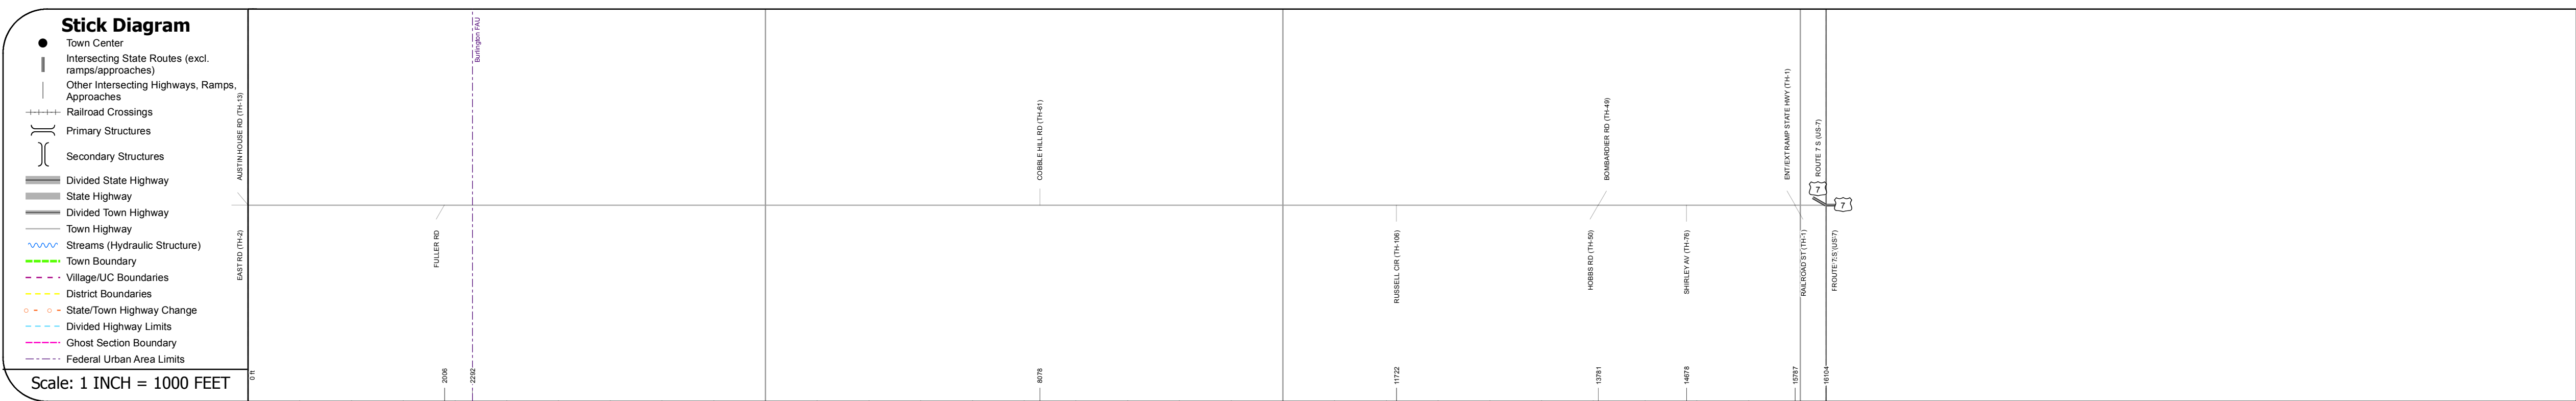 Stick Diagram
Town Center
Intersecting State Routes (excl.
ramps/approaches)
Other Intersecting Highways, Ramps,
Approaches
Railroad Crossings
Primary Structures
Secondary Structures
Divided State Highway
State Highway
Divided Town Highway
Town Highway
Streams (Hydraulic Structure)
Town Boundary
Village/UC Boundaries
District Boundaries
State/Town Highway Change
Divided Highway Limits
Ghost Section Boundary
Federal Urban Area Limits
Scale: 1 INCH = 1000 FEET
AUSTIN HOUSE RD (TH-13)
EAST RD (TH-2)
FULLER RD
Burlington FAU
COBBLE HILL RD (TH-61)
RUSSELL CIR (TH-106)
BOMBARDIER RD (TH-49)
HOBBS RD (TH-50)
SHIRLEY AV (TH-76)
ENT/EXT RAMP STATE HWY (TH-1)
RAILROAD ST (TH-1)
ROUTE 7 S (US-7)
7
7
0 ft
2006
2292
8078
11722
13781
14678
15787
16104